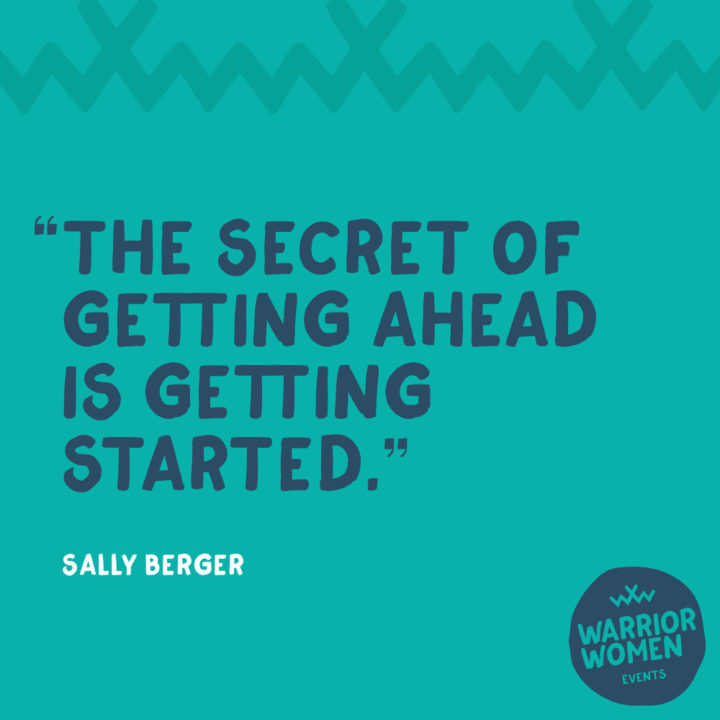 “THE SECRET OF
GETTING AHEAD
IS GETTING
STARTED.”
SALLY BERGER
WARRIOR
WOMEN
EVENTS